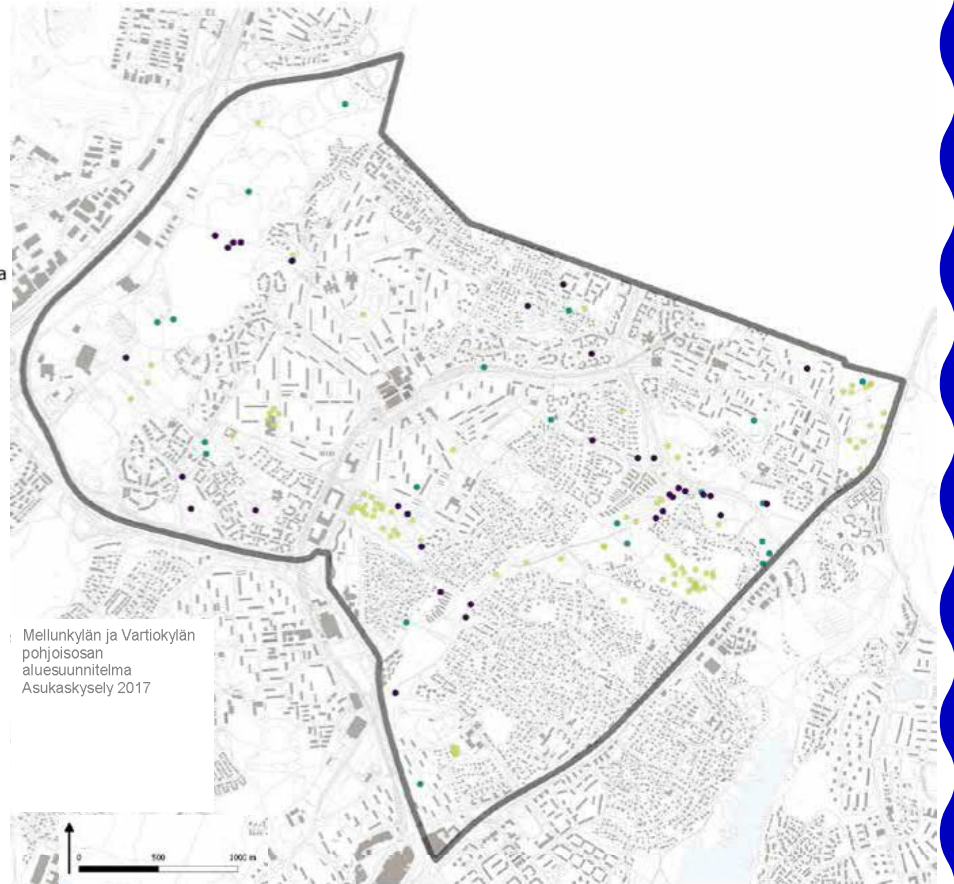 a
Mellunkylän ja Vartiokylän
pohjoisosan
aluesuunnitelma
Asukaskysely 2017
0 500 1000 m